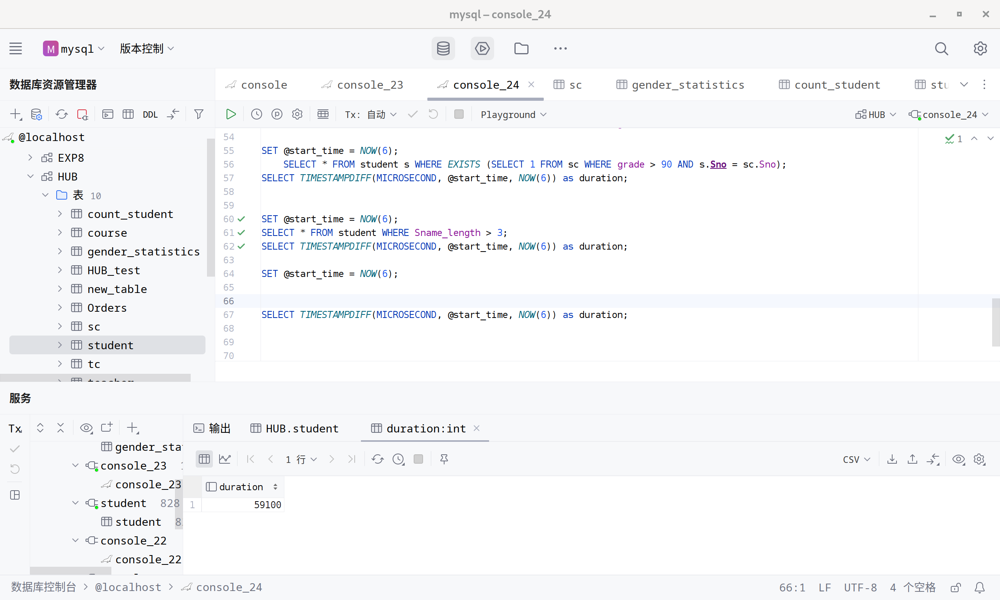 mysql – console_24
M mysql 版本控制
数据库资源管理器
console console_23 console_24 sc gender_statistics count_student
DDL
Tx: 自动 Playground HUB console_24
@localhost
EXP8
HUB
表 10
count_student
course
gender_statistics
HUB_test
new_table
Orders
sc
student
tc
teacher
54
55 SET @start_time = NOW(6);
56 SELECT * FROM student s WHERE EXISTS (SELECT 1 FROM sc WHERE grade > 90 AND s.Sno = sc.Sno);
57 SELECT TIMESTAMPDIFF(MICROSECOND, @start_time, NOW(6)) as duration;
58
59
60 SET @start_time = NOW(6);
61 SELECT * FROM student WHERE Sname_length > 3;
62 SELECT TIMESTAMPDIFF(MICROSECOND, @start_time, NOW(6)) as duration;
63
64 SET @start_time = NOW(6);
65
66
67 SELECT TIMESTAMPDIFF(MICROSECOND, @start_time, NOW(6)) as duration;
68
69
70
1
服务
Tx
gender_sta
console_23
console_23
student 828
student
console_22
console_22
输出 HUB.student duration:int
1 行 CSV
duration
1 59100
数据库控制台 > @localhost > console_24
66:1 LF UTF-8 4 个空格